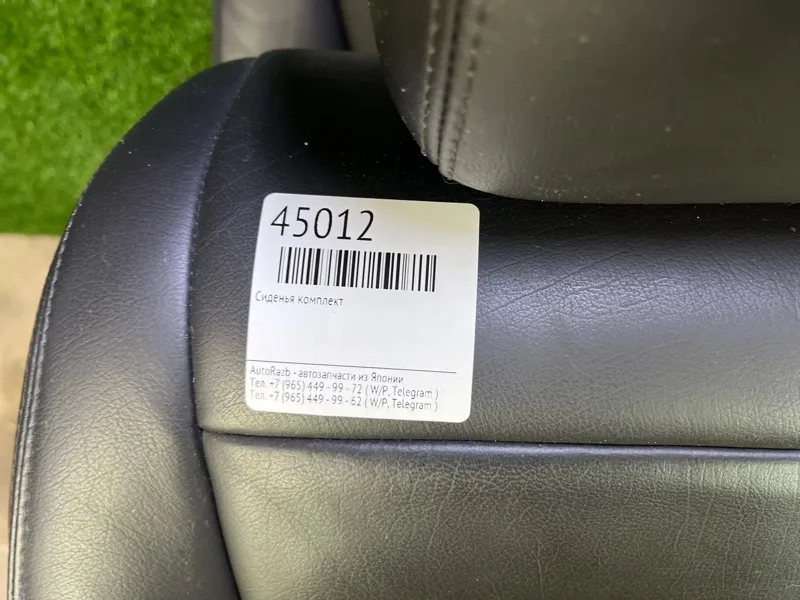 45012
Сиденья комплект
AutoRazb - автозапчасти из Японии
Тел. +7 (965) 449 - 99 - 72 ( W/P, Telegram )
Тел. +7 (965) 449 - 99 - 62 ( W/P, Telegram )